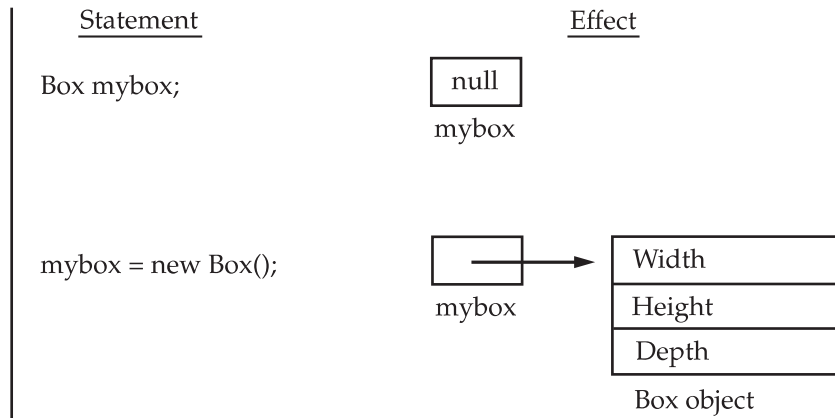 Statement
Effect
Box mybox;
null
mybox
mybox = new Box();
mybox
Width
Height
Depth
Box object